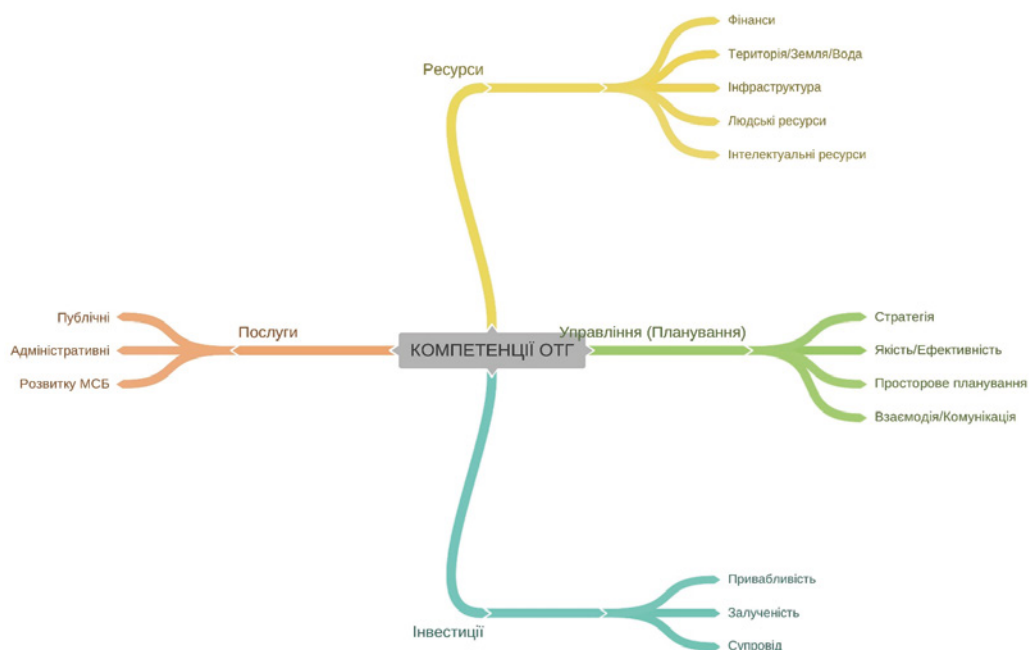 Ресурси
Фінанси
Територія/Земля/Вода
Інфраструктура
Людські ресурси
Інтелектуальні ресурси
КОМПЕТЕНЦІЇ ОТГ
Послуги
Публічні
Адміністративні
Розвитку МСБ
Управління (Планування)
Стратегія
Якість/Ефективність
Просторове планування
Взаємодія/Комунікація
Інвестиції
Привабливість
Залученість
Супровід